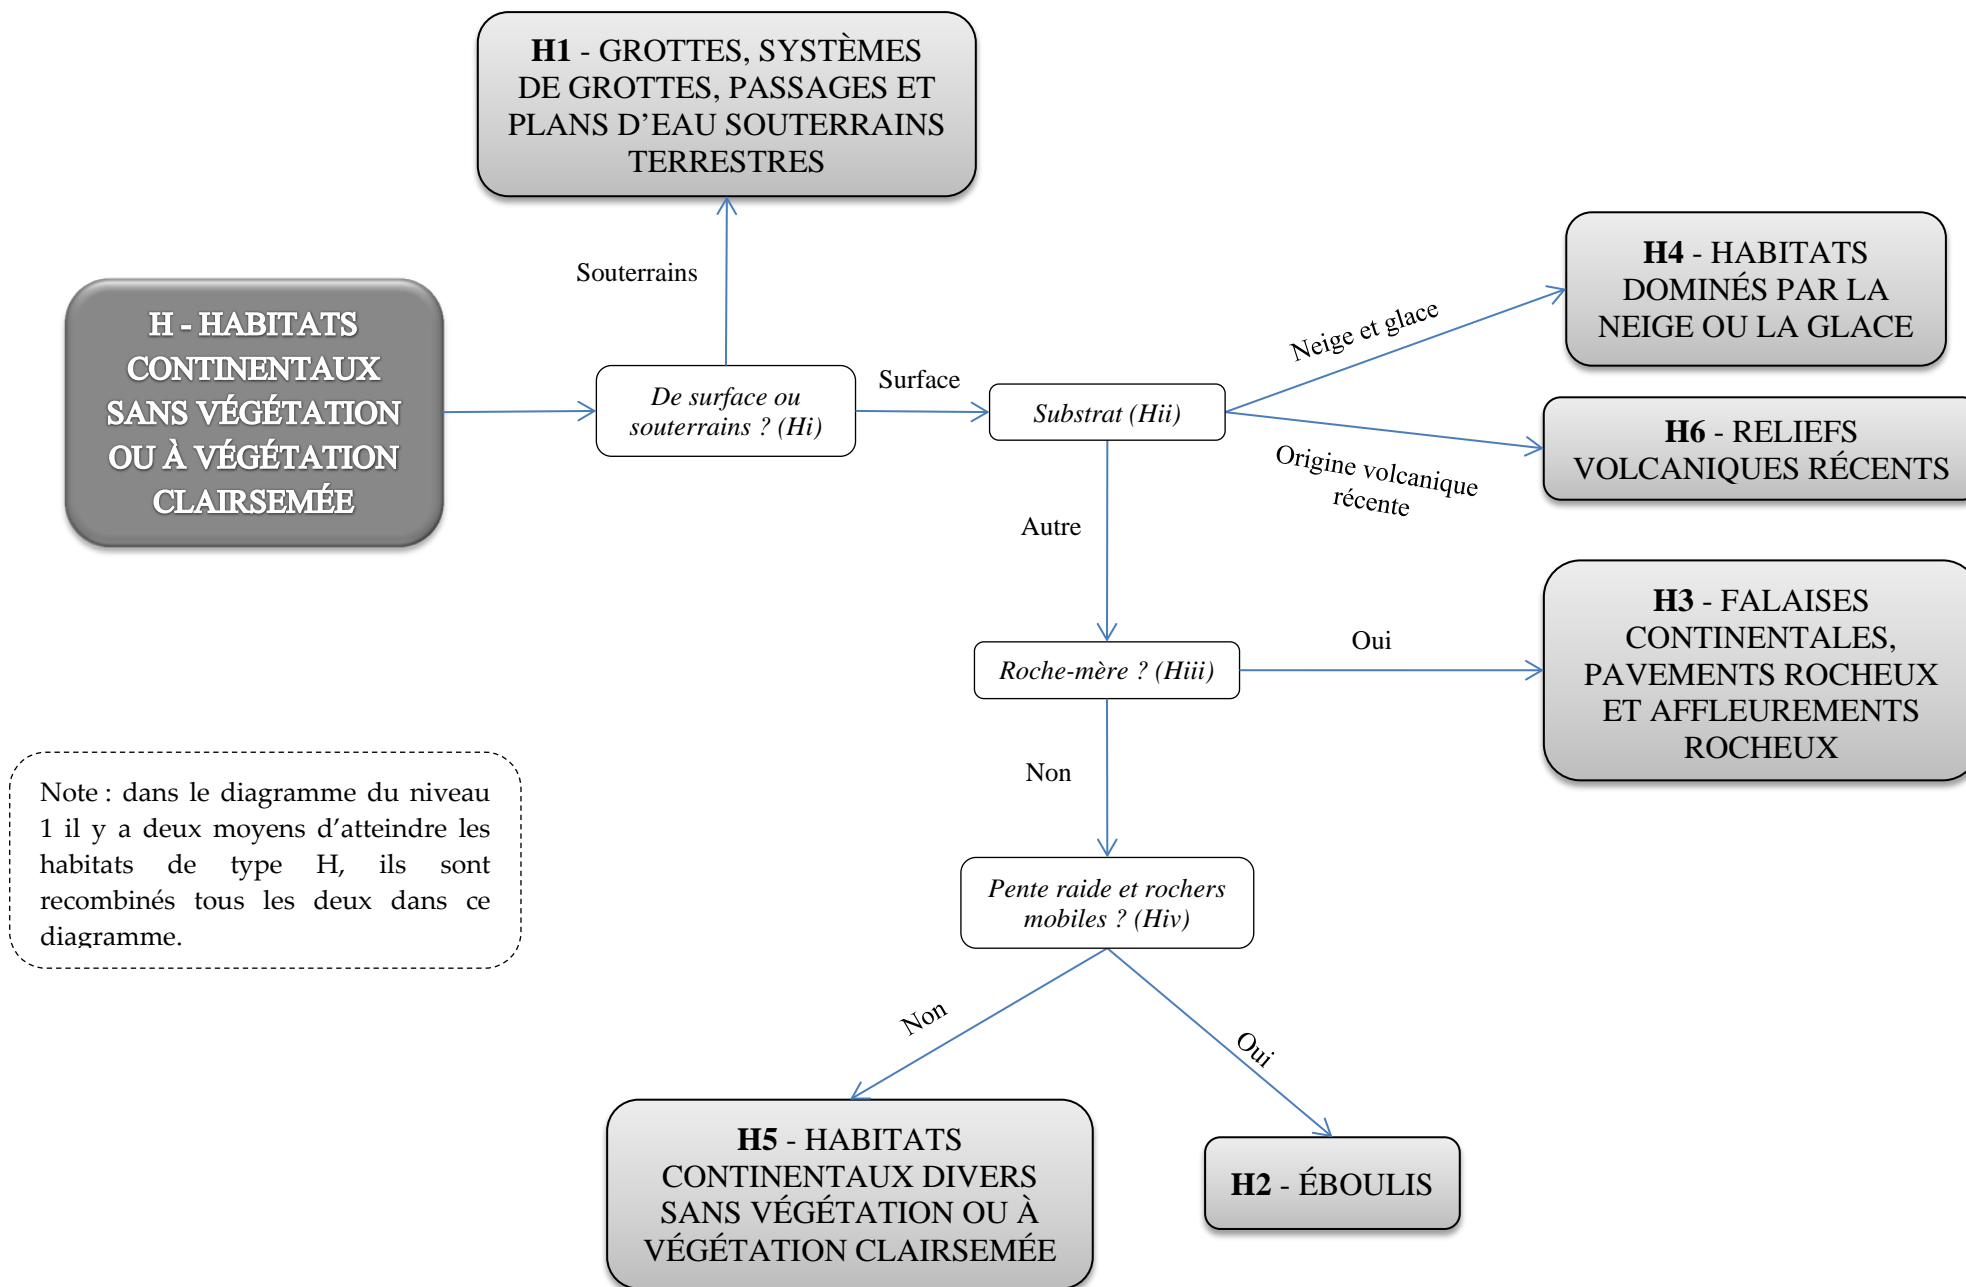 H1 - GROTTES, SYSTÈMES
DE GROTTES, PASSAGES ET
PLANS D’EAU SOUTERRAINS
TERRESTRES
Souterrains
H - HABITATS
CONTINENTAUX
SANS VÉGÉTATION
OU À VÉGÉTATION
CLAIRSEMÉE
De surface ou
souterrains ? (Hi)
Surface
Substrat (Hii)
Neige et glace
H4 - HABITATS
DOMINÉS PAR LA
NEIGE OU LA GLACE
Origine volcanique
récente
H6 - RELIEFS
VOLCANIQUES RÉCENTS
Autre
Roche-mère ? (Hiii)
Oui
H3 - FALAISES
CONTINENTALES,
PAVEMENTS ROCHEUX
ET AFFLEUREMENTS
ROCHEUX
Non
Note : dans le diagramme du niveau
1 il y a deux moyens d’atteindre les
habitats de type H, ils sont
recombinés tous les deux dans ce
diagramme.
Pente raide et rochers
mobiles ? (Hiv)
Non
Oui
H5 - HABITATS
CONTINENTAUX DIVERS
SANS VÉGÉTATION OU À
VÉGÉTATION CLAIRSEMÉE
H2 - ÉBOULIS